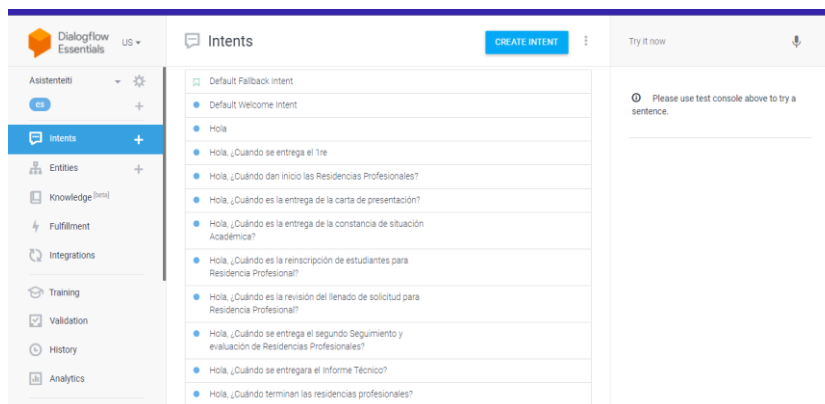 Dialogflow
Essentials
US
Intents
CREATE INTENT
Try it now
Asistenteiti
es
Intents
Entities
Knowledge [beta]
Fulfillment
Integrations
Training
Validation
History
Analytics
Default Fallback Intent
Default Welcome Intent
Hola
Hola, ¿Cuando se entrega el 1re
Hola, ¿Cuándo dan inicio las Residencias Profesionales?
Hola, ¿Cuándo es la entrega de la carta de presentación?
Hola, ¿Cuándo es la entrega de la constancia de situación
Académica?
Hola, ¿Cuándo es la reinscripción de estudiantes para
Residencia Profesional?
Hola, ¿Cuándo es la revisión del llenado de solicitud para
Residencia Profesional?
Hola, ¿Cuándo se entrega el segundo Seguimiento y
evaluación de Residencias Profesionales?
Hola, ¿Cuándo se entregara el Informe Técnico?
Hola, ¿Cuándo terminan las residencias profesionales?
Please use test console above to try a
sentence.